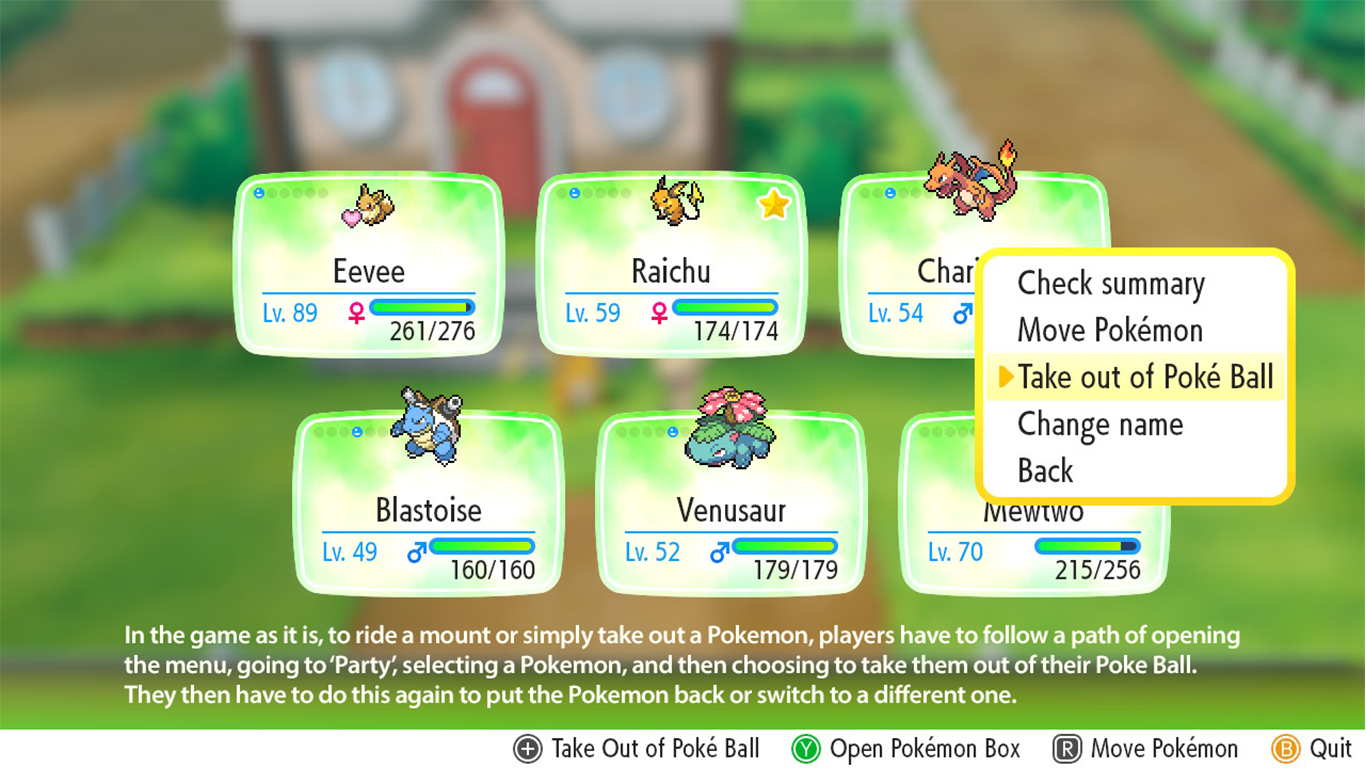 Eevee
Lv. 89 ♀
261/276
Raichu
Lv. 59 ♀
174/174
Lv. 54 ♂
Check summary
Move Pokémon
Take out of Poké Ball
Change name
Back
Blastoise
Lv. 49 ♂
160/160
Venusaur
Lv. 52 ♂
179/179
Mewtwo
Lv. 70
215/256
In the game as it is, to ride a mount or simply take out a Pokemon, players have to follow a path of opening
the menu, going to ‘Party’, selecting a Pokemon, and then choosing to take them out of their Poke Ball.
They then have to do this again to put the Pokemon back or switch to a different one.
+ Take Out of Poké Ball Y Open Pokémon Box R Move Pokémon B Quit